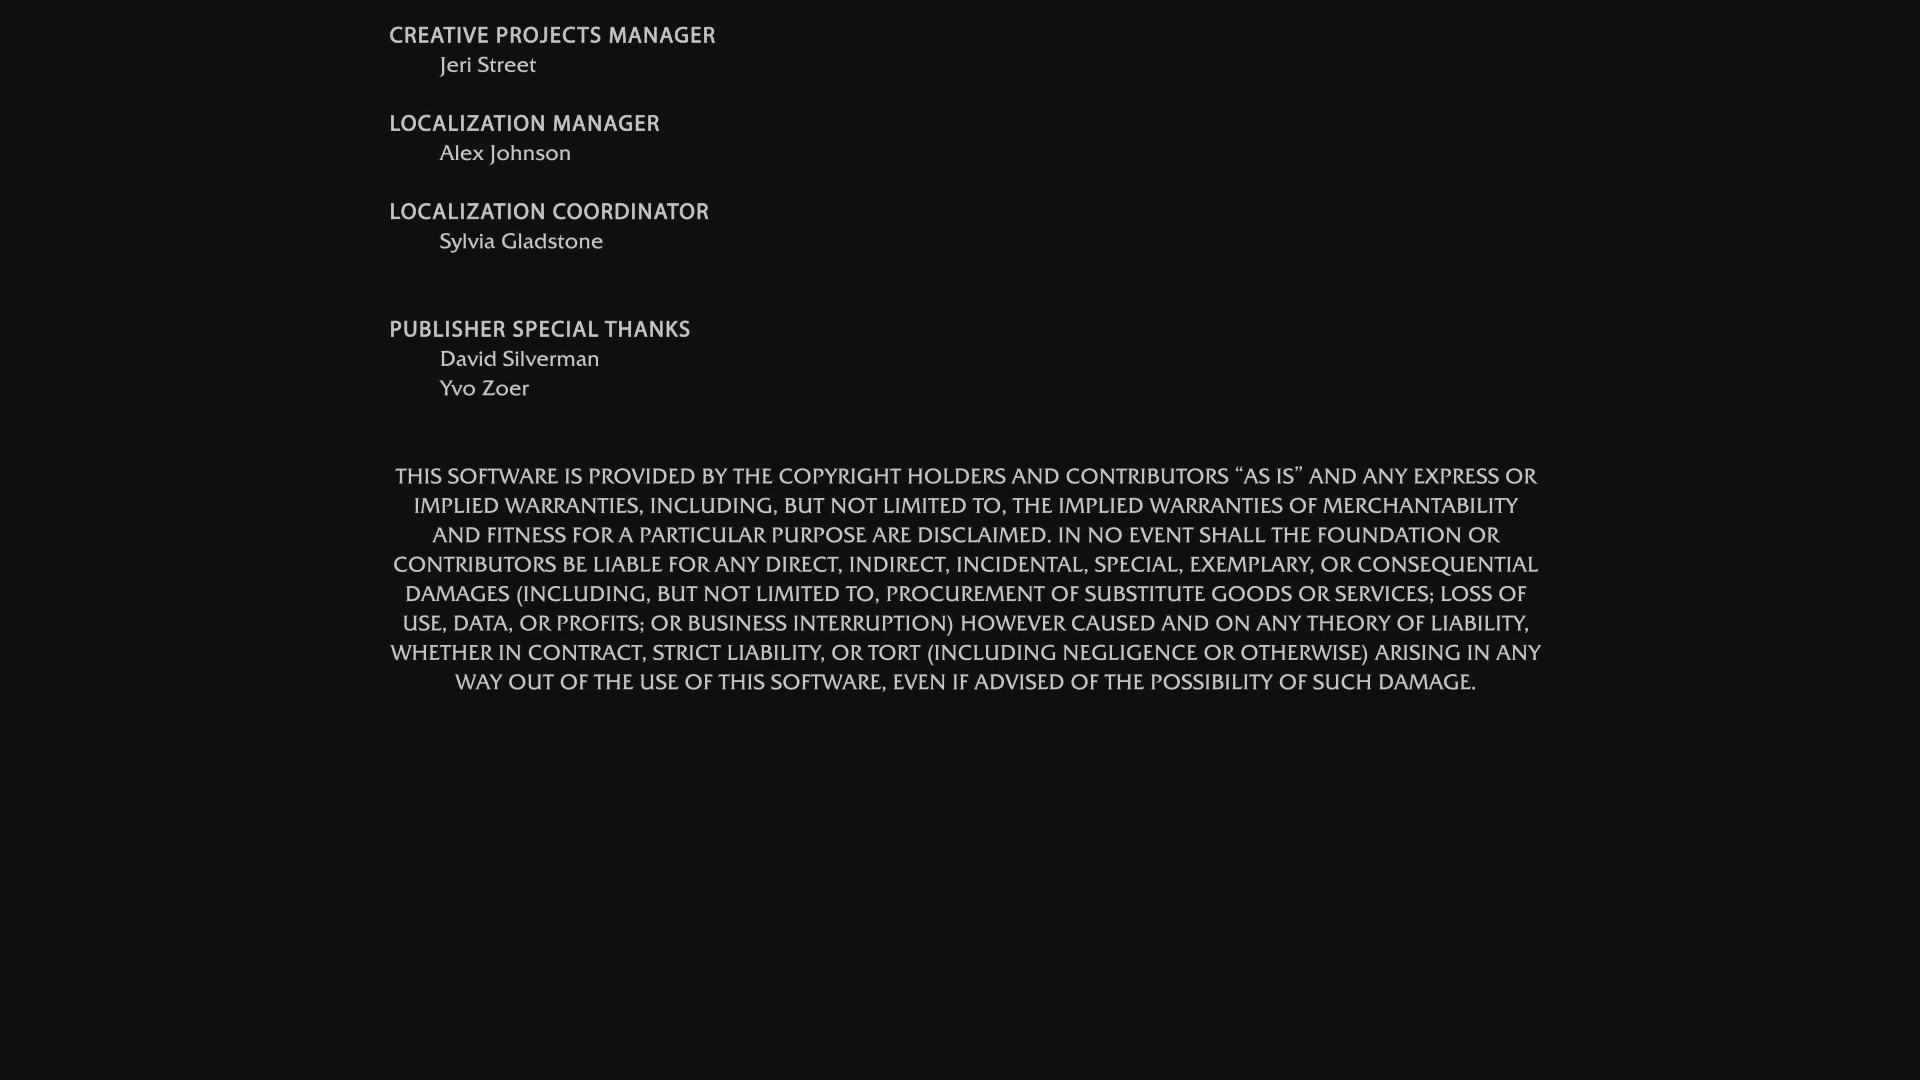 CREATIVE PROJECTS MANAGER
Jeri Street
LOCALIZATION MANAGER
Alex Johnson
LOCALIZATION COORDINATOR
Sylvia Gladstone
PUBLISHER SPECIAL THANKS
David Silverman
Yvo Zoer
THIS SOFTWARE IS PROVIDED BY THE COPYRIGHT HOLDERS AND CONTRIBUTORS “AS IS” AND ANY EXPRESS OR
IMPLIED WARRANTIES, INCLUDING, BUT NOT LIMITED TO, THE IMPLIED WARRANTIES OF MERCHANTABILITY
AND FITNESS FOR A PARTICULAR PURPOSE ARE DISCLAIMED. IN NO EVENT SHALL THE FOUNDATION OR
CONTRIBUTORS BE LIABLE FOR ANY DIRECT, INDIRECT, INCIDENTAL, SPECIAL, EXEMPLARY, OR CONSEQUENTIAL
DAMAGES (INCLUDING, BUT NOT LIMITED TO, PROCUREMENT OF SUBSTITUTE GOODS OR SERVICES; LOSS OF
USE, DATA, OR PROFITS; OR BUSINESS INTERRUPTION) HOWEVER CAUSED AND ON ANY THEORY OF LIABILITY,
WHETHER IN CONTRACT, STRICT LIABILITY, OR TORT (INCLUDING NEGLIGENCE OR OTHERWISE) ARISING IN ANY
WAY OUT OF THE USE OF THIS SOFTWARE, EVEN IF ADVISED OF THE POSSIBILITY OF SUCH DAMAGE.